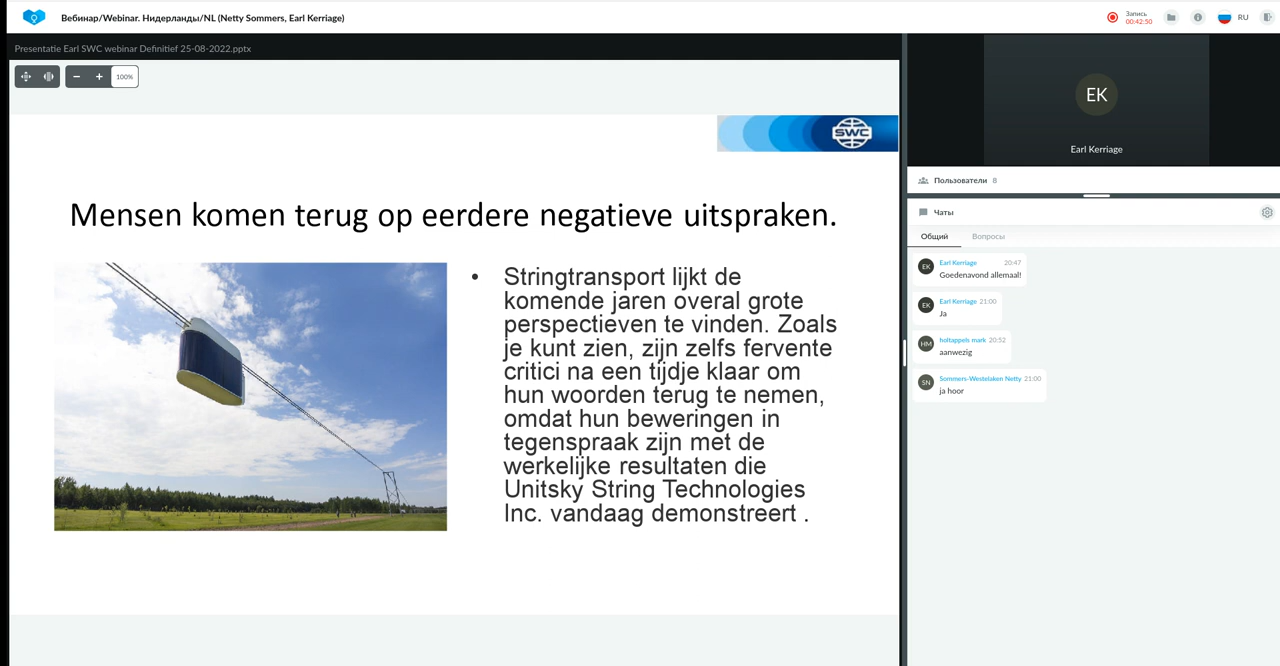 Вебинар/Webinar. Нидерланды/NL (Netty Sommers, Earl Kerriage)
Запись
00:42:50
RU
Presentatie Earl SWC webinar Definitief 25-08-2022.pptx
100%
SWC
Mensen komen terug op eerdere negatieve uitspraken.
• Stringtransport lijkt de
komende jaren overal grote
perspectieven te vinden. Zoals
je kunt zien, zijn zelfs fervente
critici na een tijdje klaar om
hun woorden terug te nemen,
omdat hun beweringen in
tegenspraak zijn met de
werkelijke resultaten die
Unitsky String Technologies
Inc. vandaag demonstreert .
EK
Earl Kerriage
Пользователи 8
Чаты
Общий Вопросы
EK Earl Kerriage 20:47
Goedenavond allemaal!
EK Earl Kerriage 21:00
Ja
HM holtappels mark 20:52
aanwezig
SN Sommers-Westelaken Netty 21:00
ja hoor